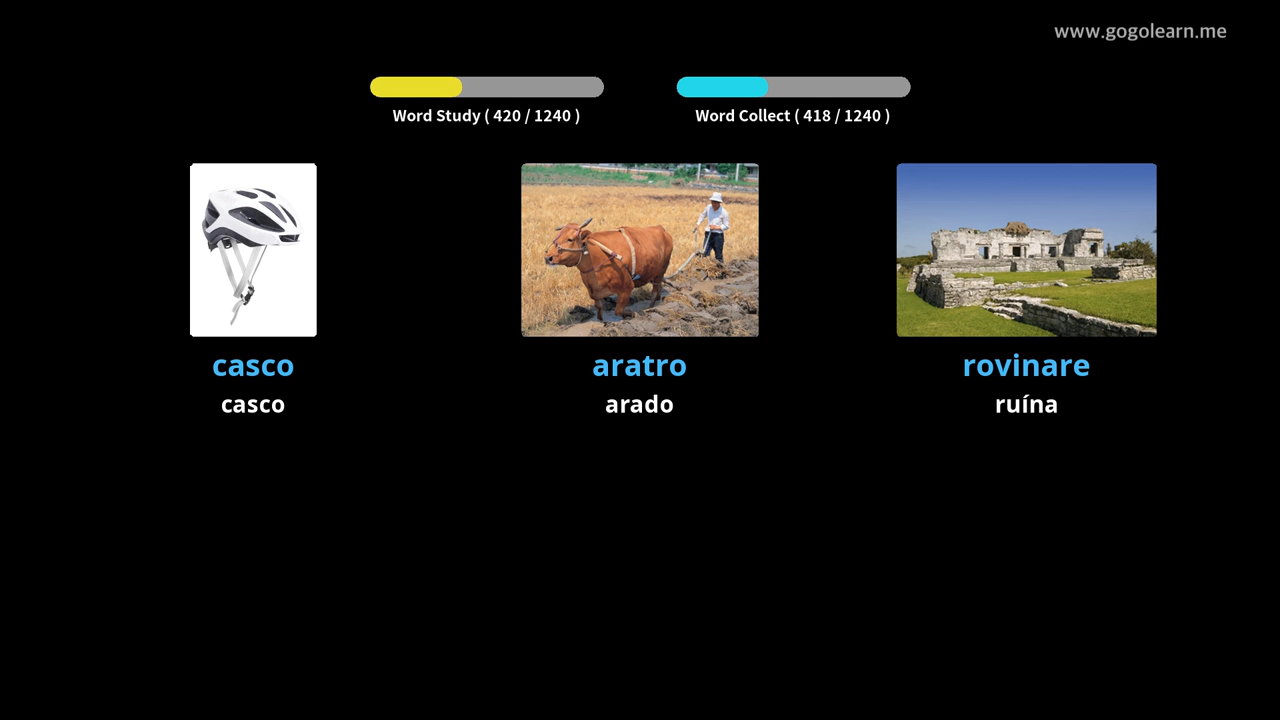 www.gogolearn.me
Word Study ( 420 / 1240 )
Word Collect ( 418 / 1240 )
casco
casco
aratro
arado
rovinare
ruína